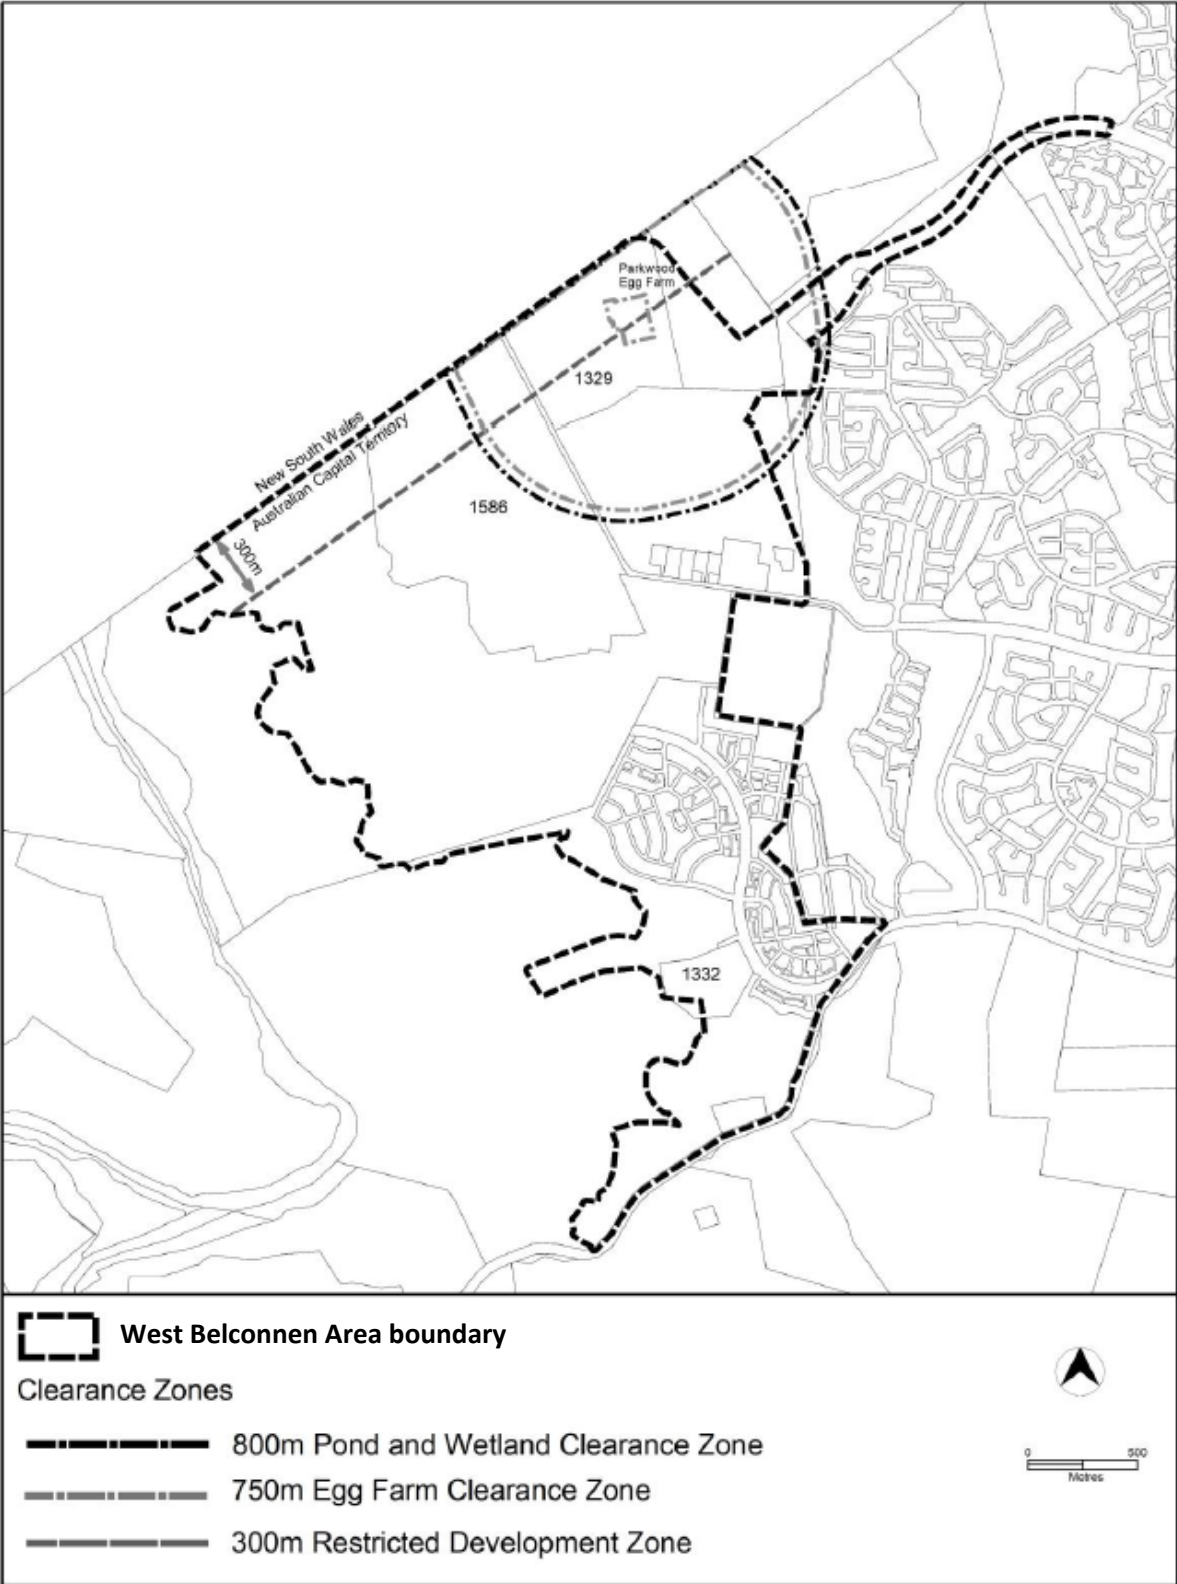 Parkwood
Egg Farm
1329
New South Wales
Australian Capital Territory
1586
300m
1332
West Belconnen Area boundary
Clearance Zones
800m Pond and Wetland Clearance Zone
750m Egg Farm Clearance Zone
300m Restricted Development Zone
0 500
Metres